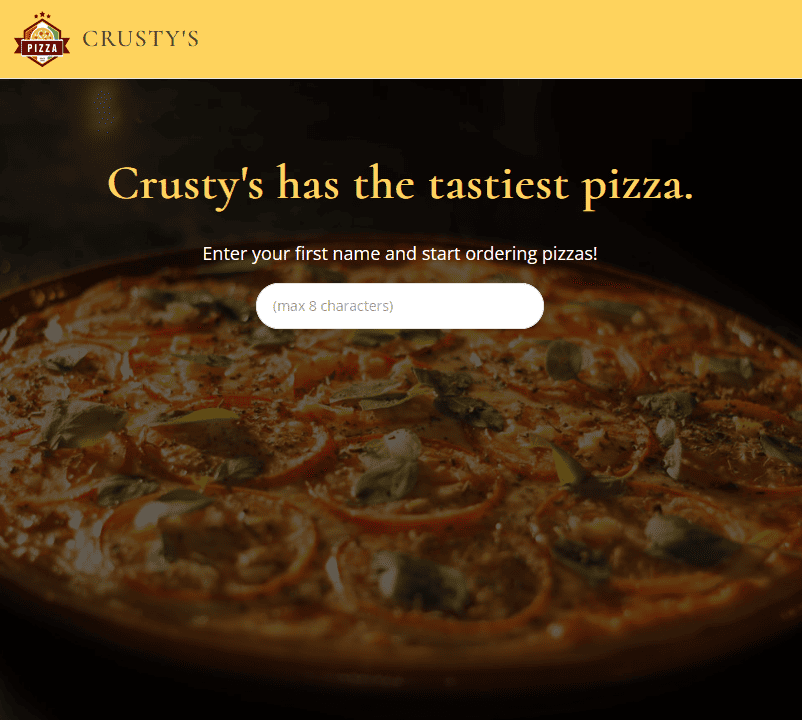 PIZZA
CRUSTY'S
Crusty's has the tastiest pizza.
Enter your first name and start ordering pizzas!
(max 8 characters)